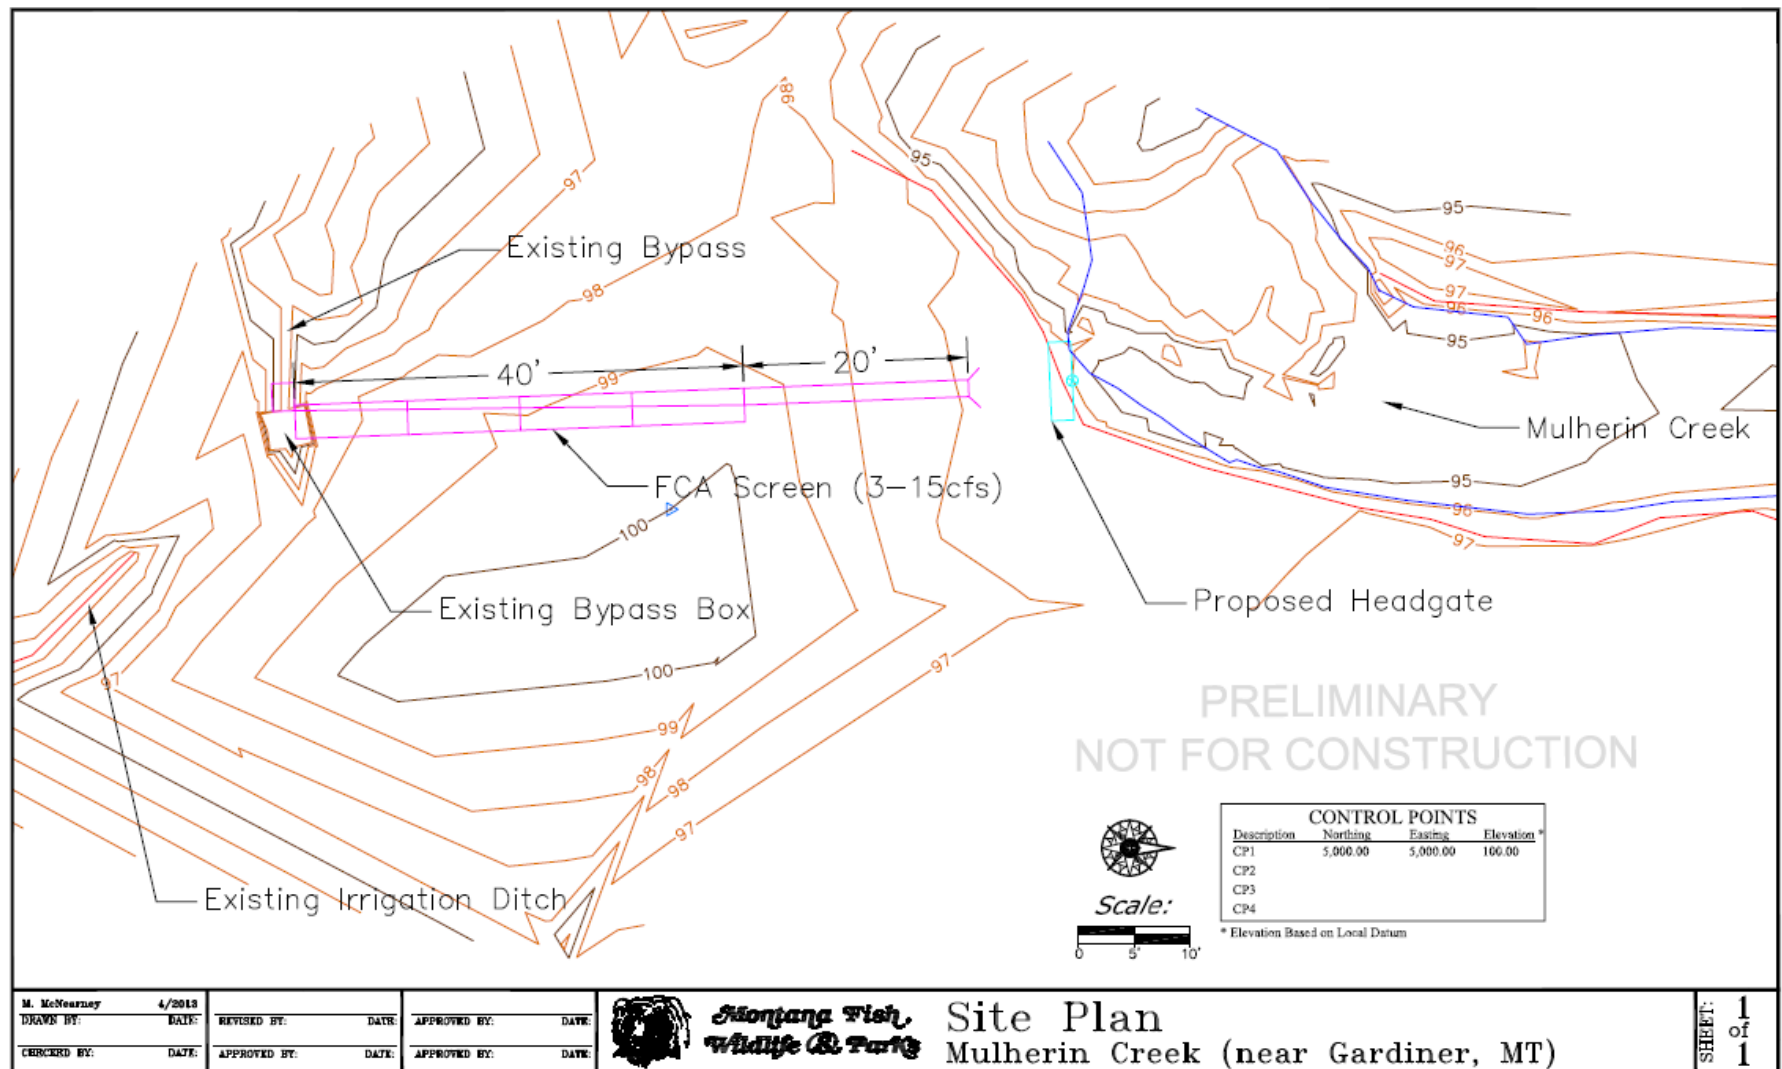 98
95
97
95
Existing Bypass
96
97
98
97
96
96
95
40'
20'
99
Mulherin Creek
FCA Screen (3-15cfs)
95
96
100
97
Existing Bypass Box
Proposed Headgate
100
97
97
PRELIMINARY
99
NOT FOR CONSTRUCTION
98
98
97
CONTROL POINTS
Description Northing Easting Elevation *
CP1 5,000.00 5,000.00 100.00
CP2
CP3
CP4
* Elevation Based on Local Datum
Existing Irrigation Ditch
Scale:
0 5' 10'
M. McNearney 4/2013
DRAWN BY: DATE:
REVISED BY: DATE:
APPROVED BY: DATE:
CHECKED BY: DATE:
APPROVED BY: DATE:
APPROVED BY: DATE:
Montana Fish,
Wildlife & Parks
Site Plan
Mulherin Creek (near Gardiner, MT)
SHEET:
1
of
1